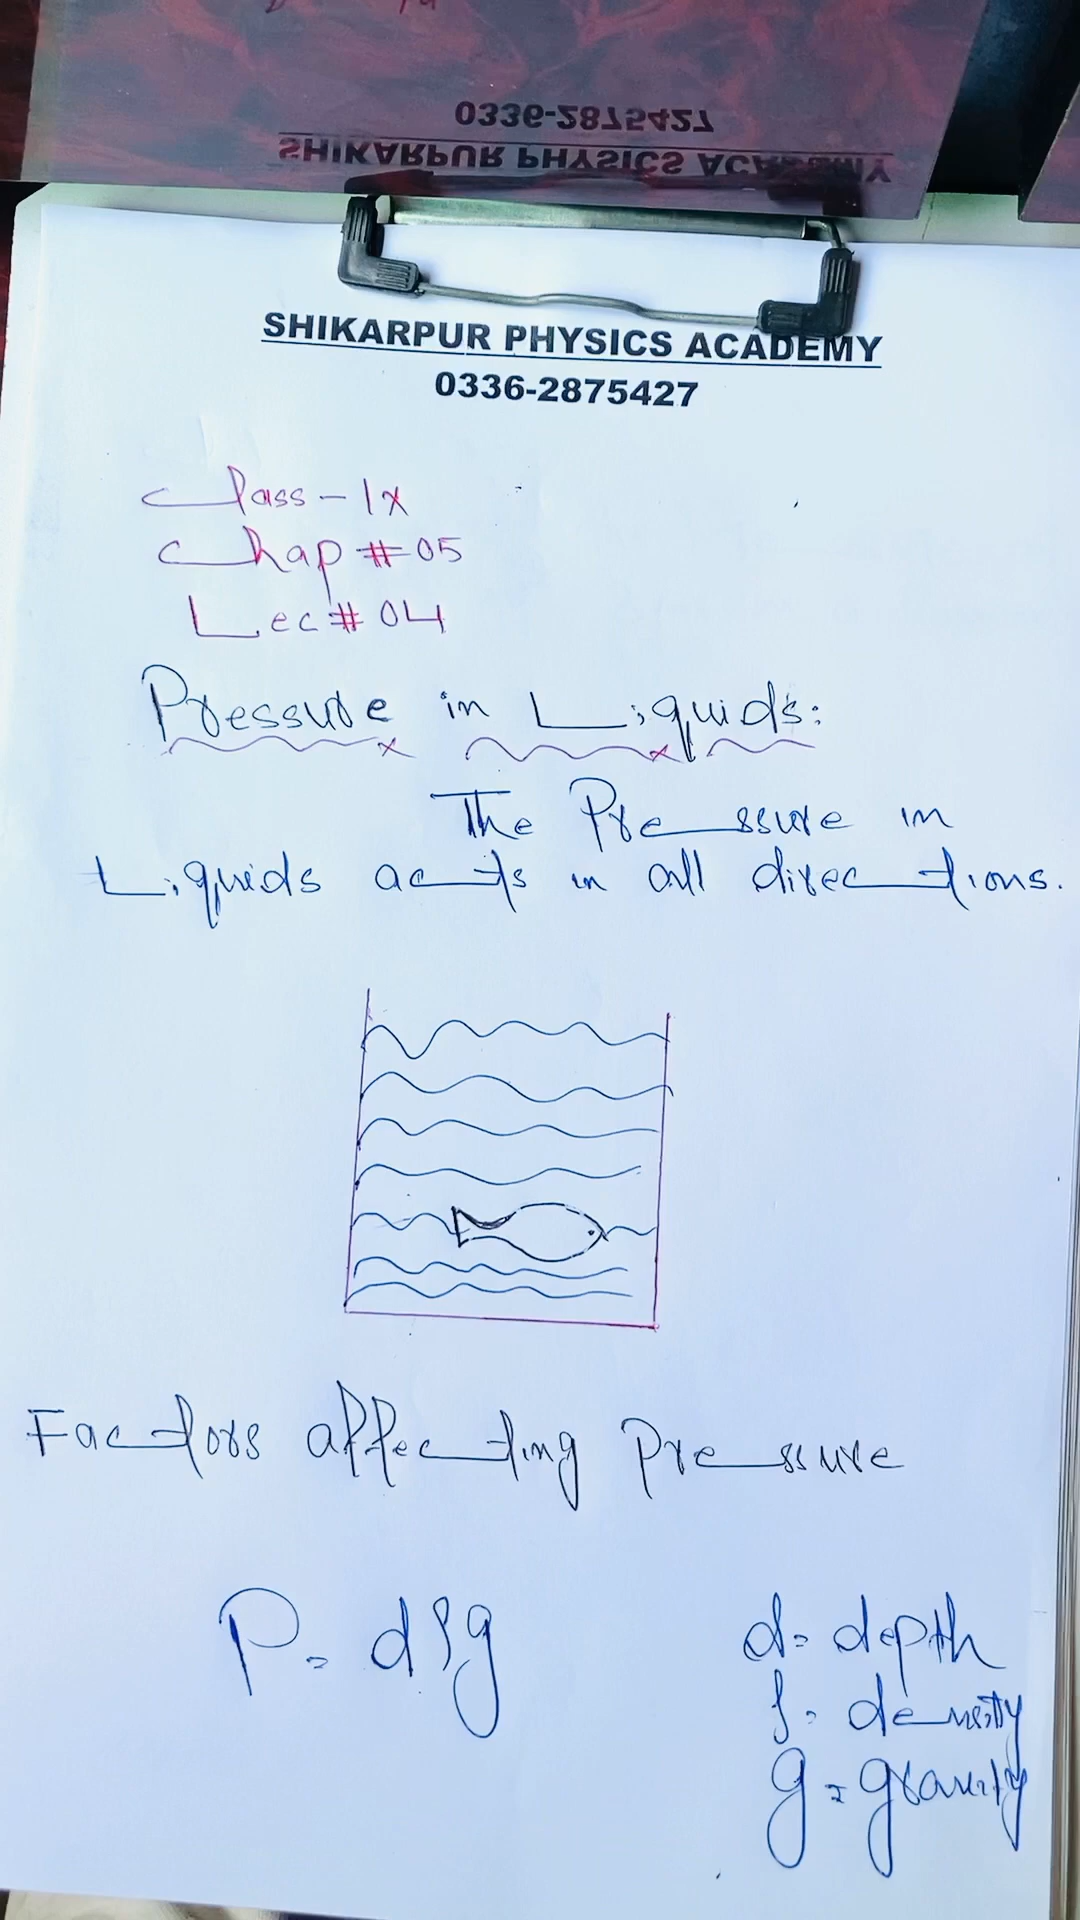 0336-2875427
SHIKARPUR PHYSICS ACADEMY
SHIKARPUR PHYSICS ACADEMY
0336-2875427
Class-IX
Chap#05
Lec#04
Pressure in Liquids:
The Pressure in
Liquids acts in all directions.
Factors affecting Pressure
P = dρg
d = depth
ρ = density
g = gravity